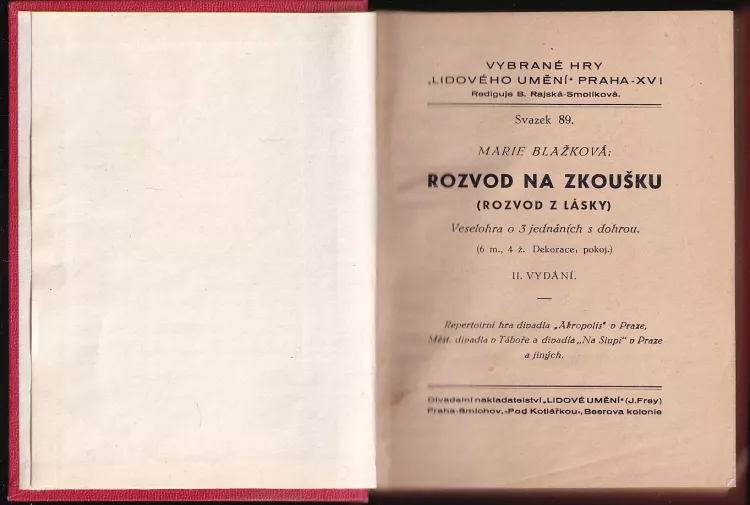 VYBRANÉ HRY
„LIDOVÉHO UMĚNÍ“ PRAHA-XVI
Rediguje B. Rajská-Smolíková.
Svazek 89.
MARIE BLAŽKOVÁ:
ROZVOD NA ZKOUŠKU
(ROZVOD Z LÁSKY)
Veselohra o 3 jednáních s dohrou.
(6 m., 4 ž. Dekorace: pokoj.)
II. VYDÁNÍ.
Repertoirní hra divadla „Akropolis“ v Praze,
Měst. divadla v Táboře a divadla „Na Slupi“ v Praze
a jiných.
Divadelní nakladatelství „LIDOVÉ UMĚNÍ“ (J. Frey)
Praha-Smíchov, »Pod Kotlářkou«, Beerova kolonie